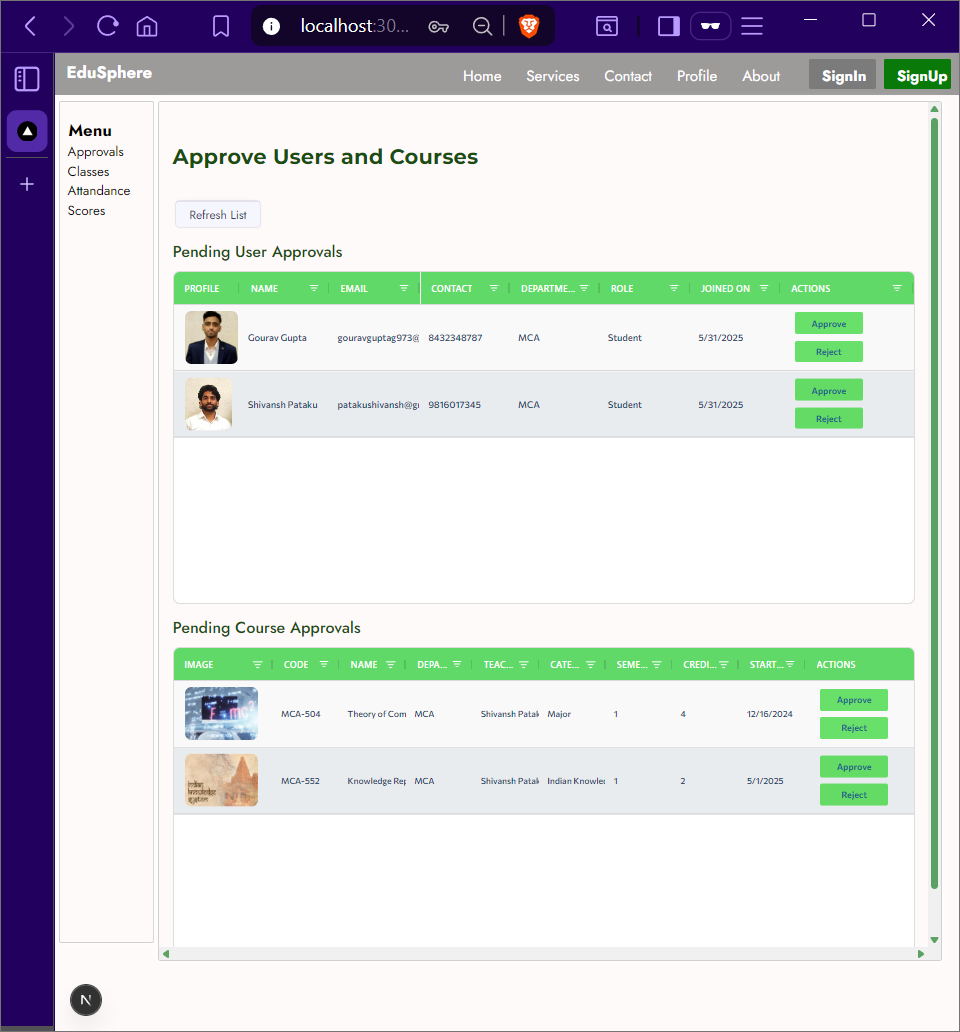 localhost:30...
EduSphere
Home Services Contact Profile About SignIn SignUp
Menu
Approvals
Classes
Attandance
Scores
Approve Users and Courses
Refresh List
Pending User Approvals
PROFILE NAME EMAIL CONTACT DEPARTME... ROLE JOINED ON ACTIONS
Gourav Gupta gouravguptag973@ 8432348787 MCA Student 5/31/2025 Approve
Reject
Shivansh Pataku patakushivansh@g 9816017345 MCA Student 5/31/2025 Approve
Reject
Pending Course Approvals
IMAGE CODE NAME DEPA... TEAC... CATE... SEME... CREDI... START... ACTIONS
MCA-504 Theory of Com MCA Shivansh Patak Major 1 4 12/16/2024 Approve
Reject
indian
knowledge
system
MCA-552 Knowledge Rep MCA Shivansh Patak Indian Knowlec 1 2 5/1/2025 Approve
Reject
N